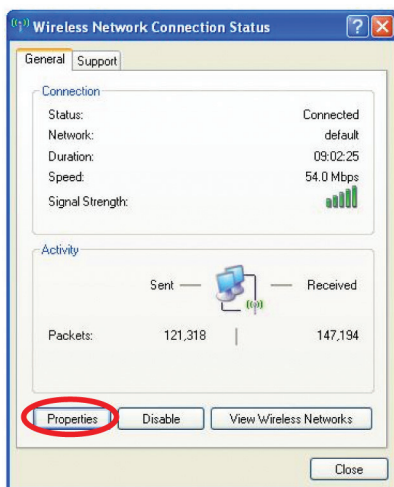 Wireless Network Connection Status
General Support
Connection
Status: Connected
Network: default
Duration: 09:02:25
Speed: 54.0 Mbps
Signal Strength:
Activity
Sent — — Received
Packets: 121,318 | 147,194
Properties Disable View Wireless Networks
Close